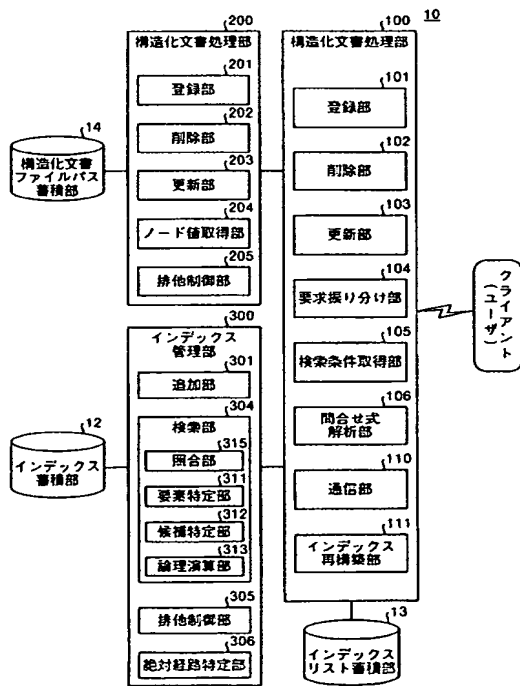 10
200
構造化文書処理部
201
登録部
202
削除部
203
更新部
204
ノード値取得部
205
排他制御部
14
構造化文書
ファイルパス
蓄積部
300
インデックス
管理部
301
追加部
304
検索部
315
照合部
311
要素特定部
312
候補特定部
313
論理演算部
305
排他制御部
306
絶対経路特定部
12
インデックス
蓄積部
100
構造化文書処理部
101
登録部
102
削除部
103
更新部
104
要求振り分け部
105
検索条件取得部
106
問合せ式
解析部
110
通信部
111
インデックス
再構築部
13
インデックス
リスト蓄積部
クライアント
(ユーザ)